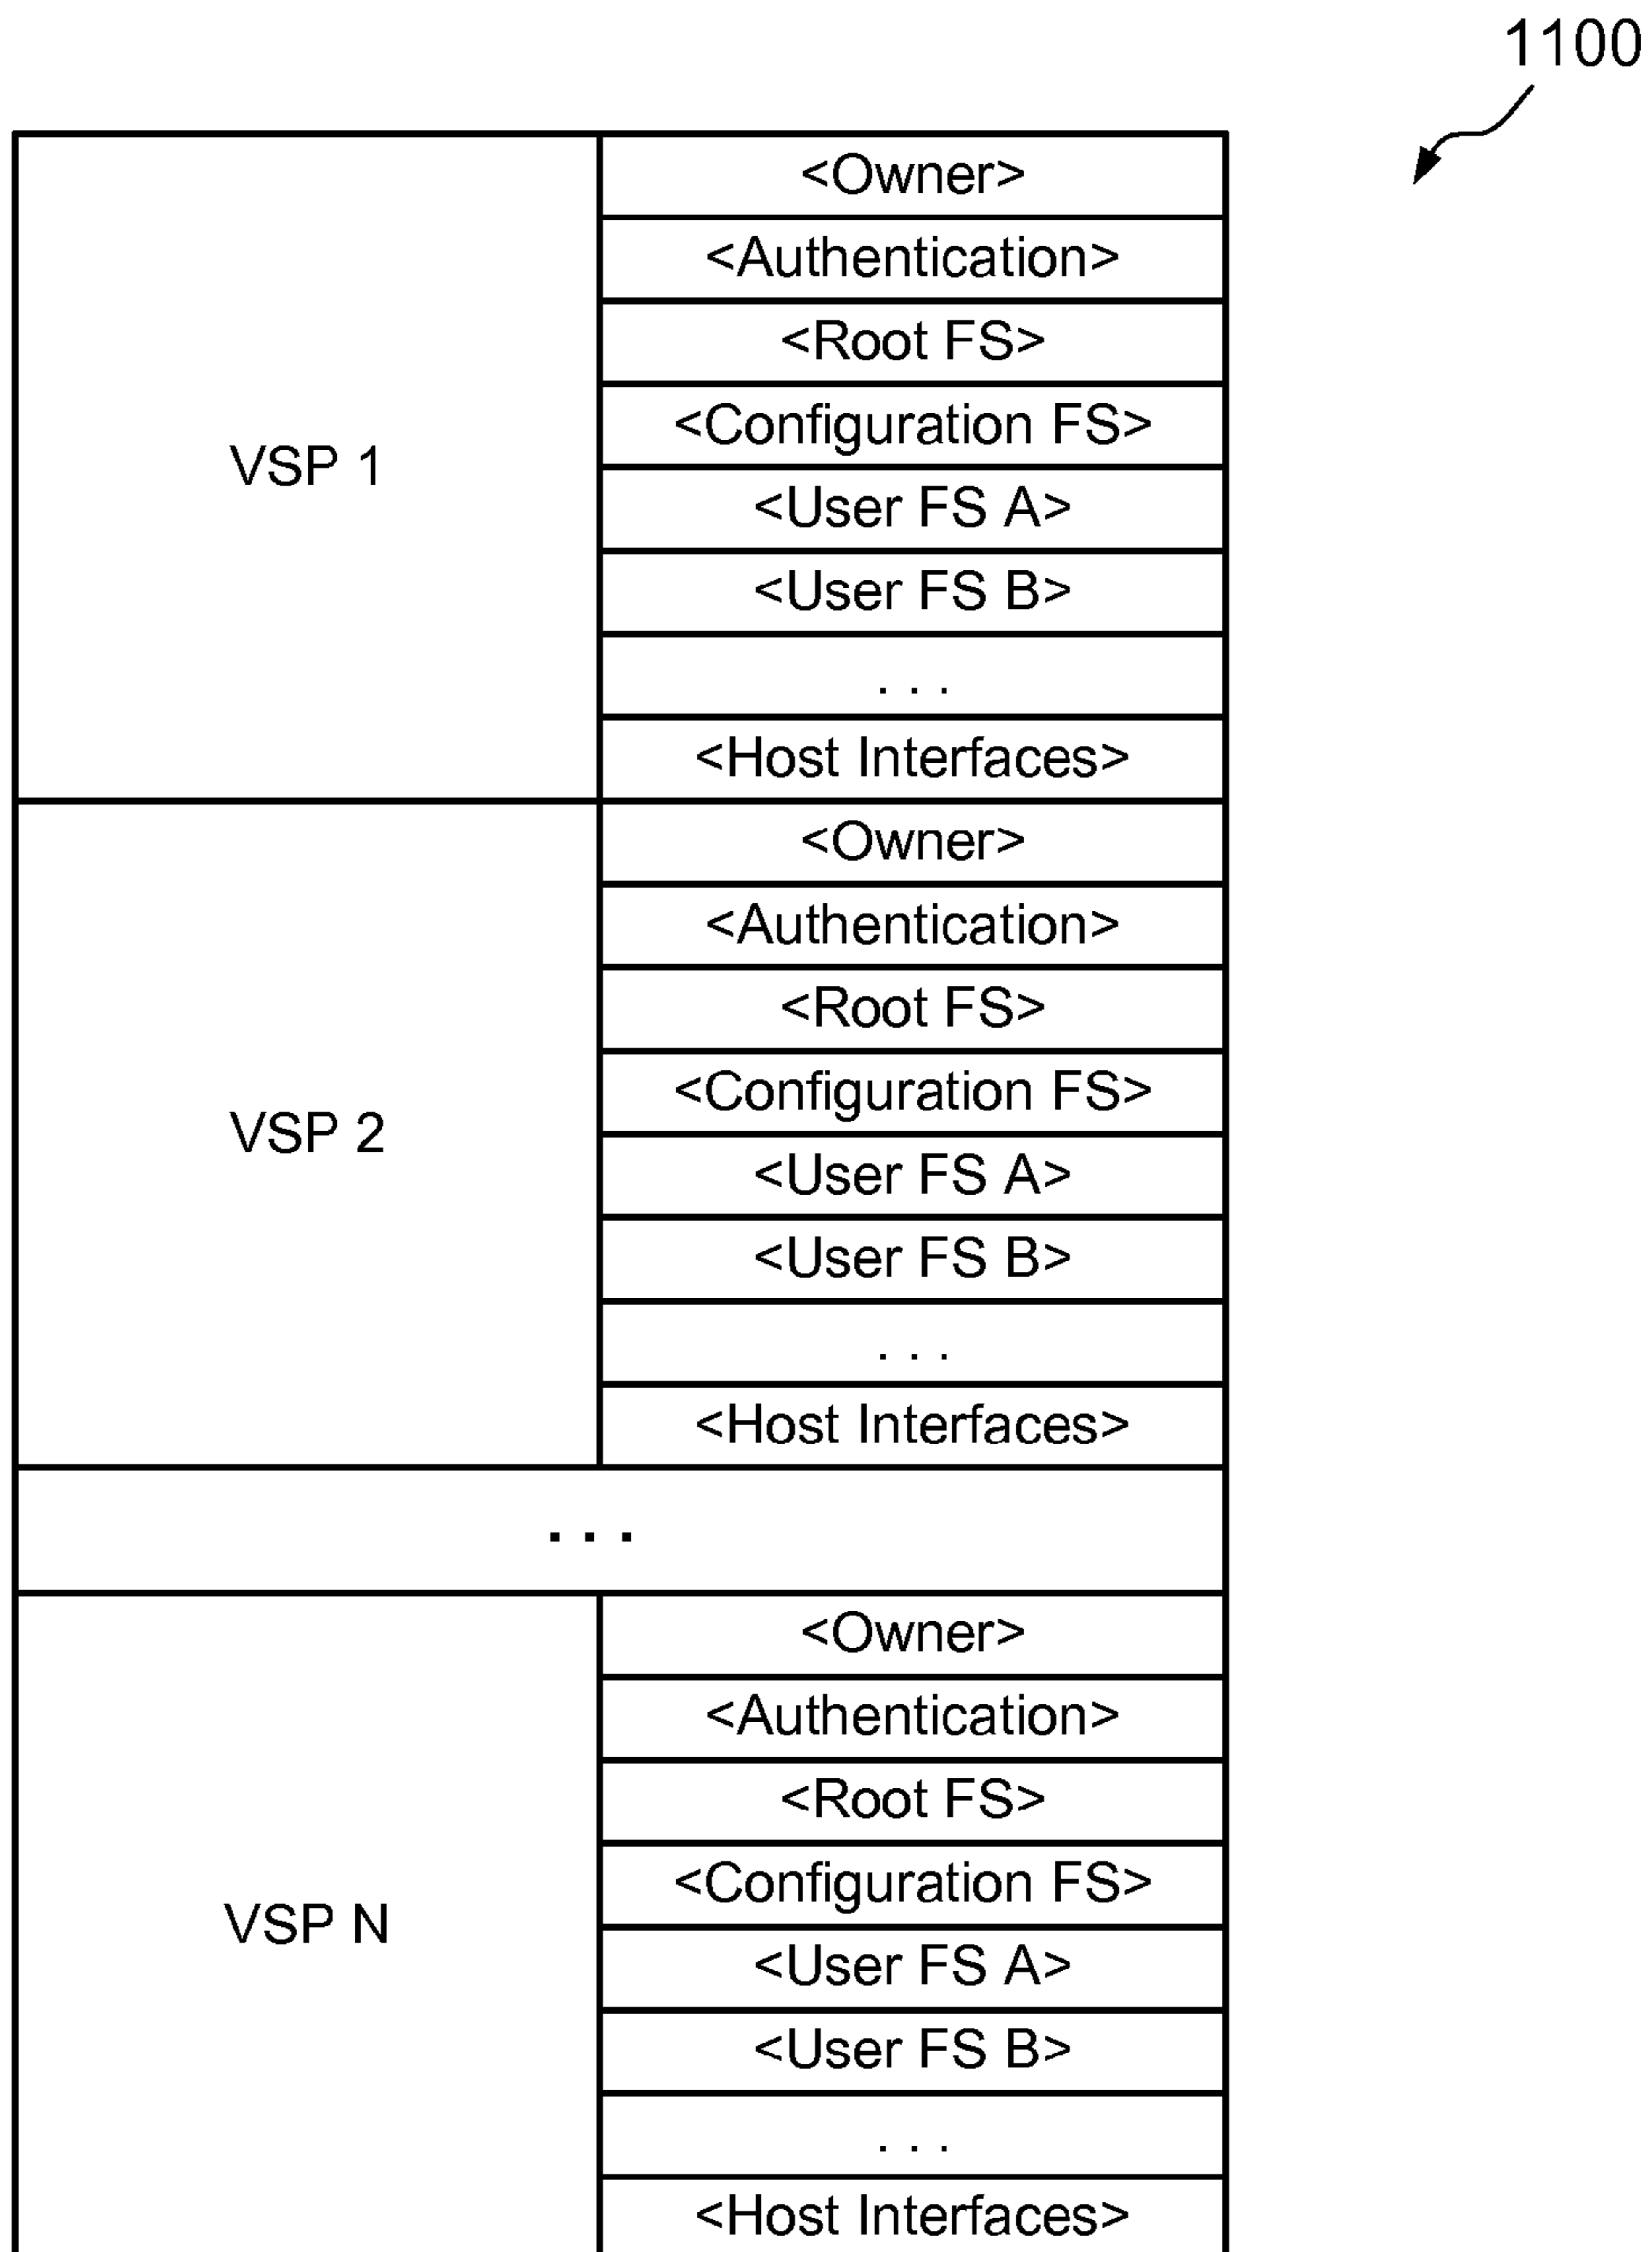 1100
VSP 1
<Owner>
<Authentication>
<Root FS>
<Configuration FS>
<User FS A>
<User FS B>
. . .
<Host Interfaces>
VSP 2
<Owner>
<Authentication>
<Root FS>
<Configuration FS>
<User FS A>
<User FS B>
. . .
<Host Interfaces>
. . .
VSP N
<Owner>
<Authentication>
<Root FS>
<Configuration FS>
<User FS A>
<User FS B>
. . .
<Host Interfaces>